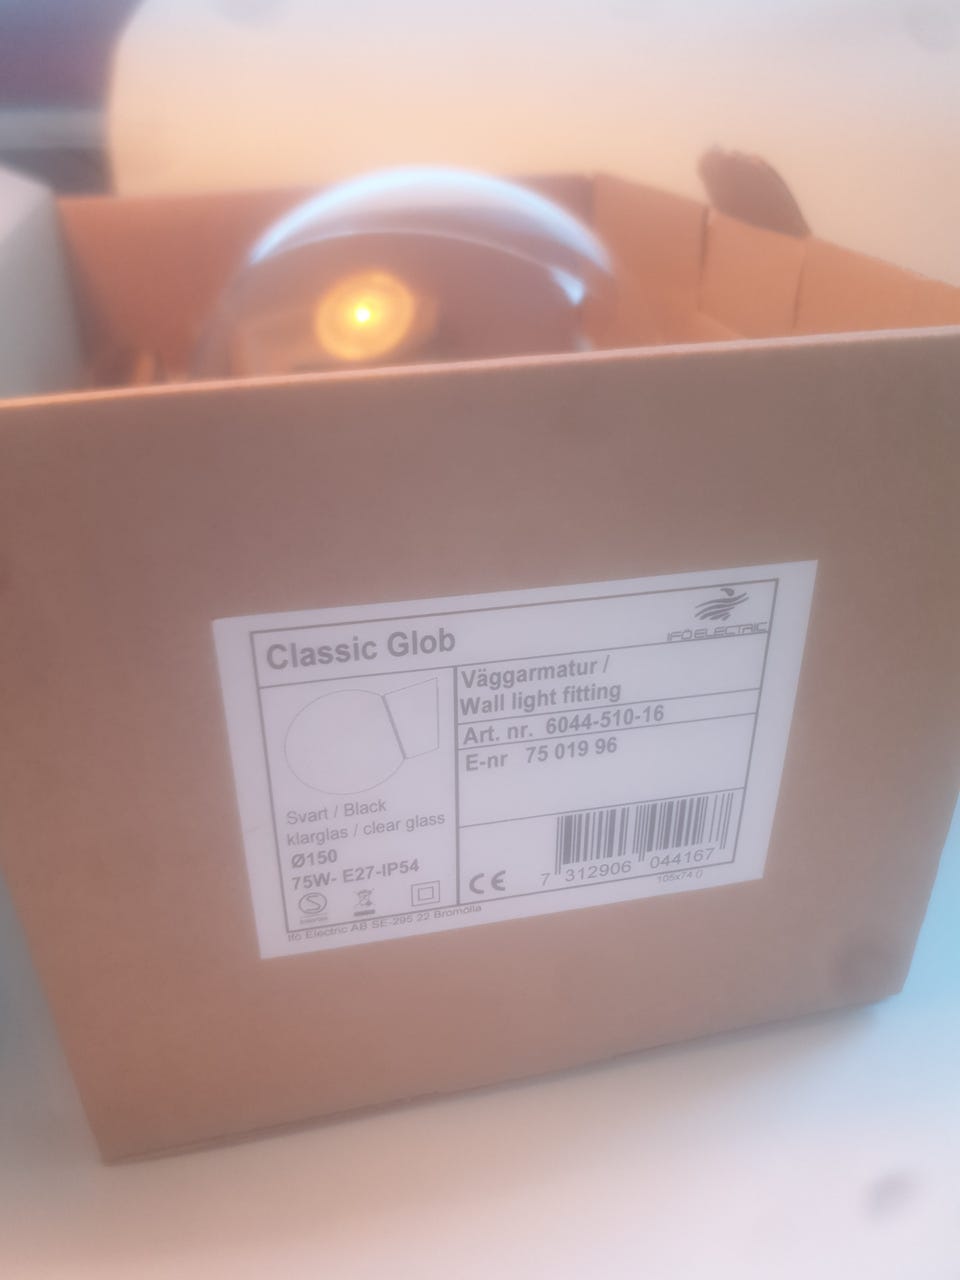 Classic Glob
IFÖ ELECTRIC
Väggarmatur /
Wall light fitting
Art. nr. 6044-510-16
E-nr 75 019 96
Svart / Black
klarglas / clear glass
Ø150
75W- E27-IP54
CE
7 312906 044167
Ifö Electric AB SE-295 22 Bromölla